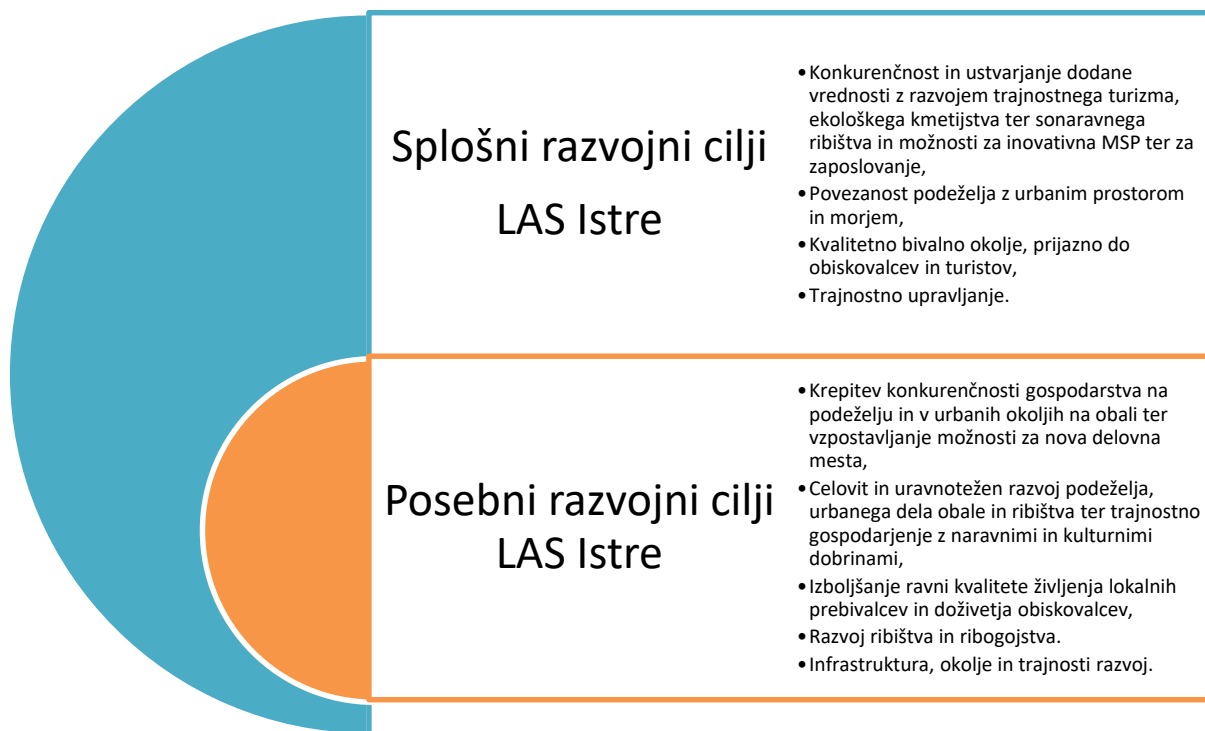 Splošni razvojni cilji
LAS Istre
•Konkurenčnost in ustvarjanje dodane
vrednosti z razvojem trajnostnega turizma,
ekološkega kmetijstva ter sonaravnega
ribištva in možnosti za inovativna MSP ter za
zaposlovanje,
•Povezanost podeželja z urbanim prostorom
in morjem,
•Kvalitetno bivalno okolje, prijazno do
obiskovalcev in turistov,
•Trajnostno upravljanje.
Posebni razvojni cilji
LAS Istre
•Krepitev konkurenčnosti gospodarstva na
podeželju in v urbanih okoljih na obali ter
vzpostavljanje možnosti za nova delovna
mesta,
•Celovit in uravnotežen razvoj podeželja,
urbanega dela obale in ribištva ter trajnostno
gospodarjenje z naravnimi in kulturnimi
dobrinami,
•Izboljšanje ravni kvalitete življenja lokalnih
prebivalcev in doživetja obiskovalcev,
•Razvoj ribištva in ribogojstva.
•Infrastruktura, okolje in trajnosti razvoj.